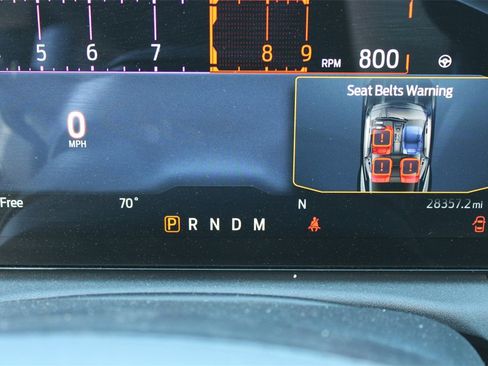 5 6 7 8 9
RPM 800
Seat Belts Warning
0
MPH
Free 70° N 28357.2 mi
P R N D M